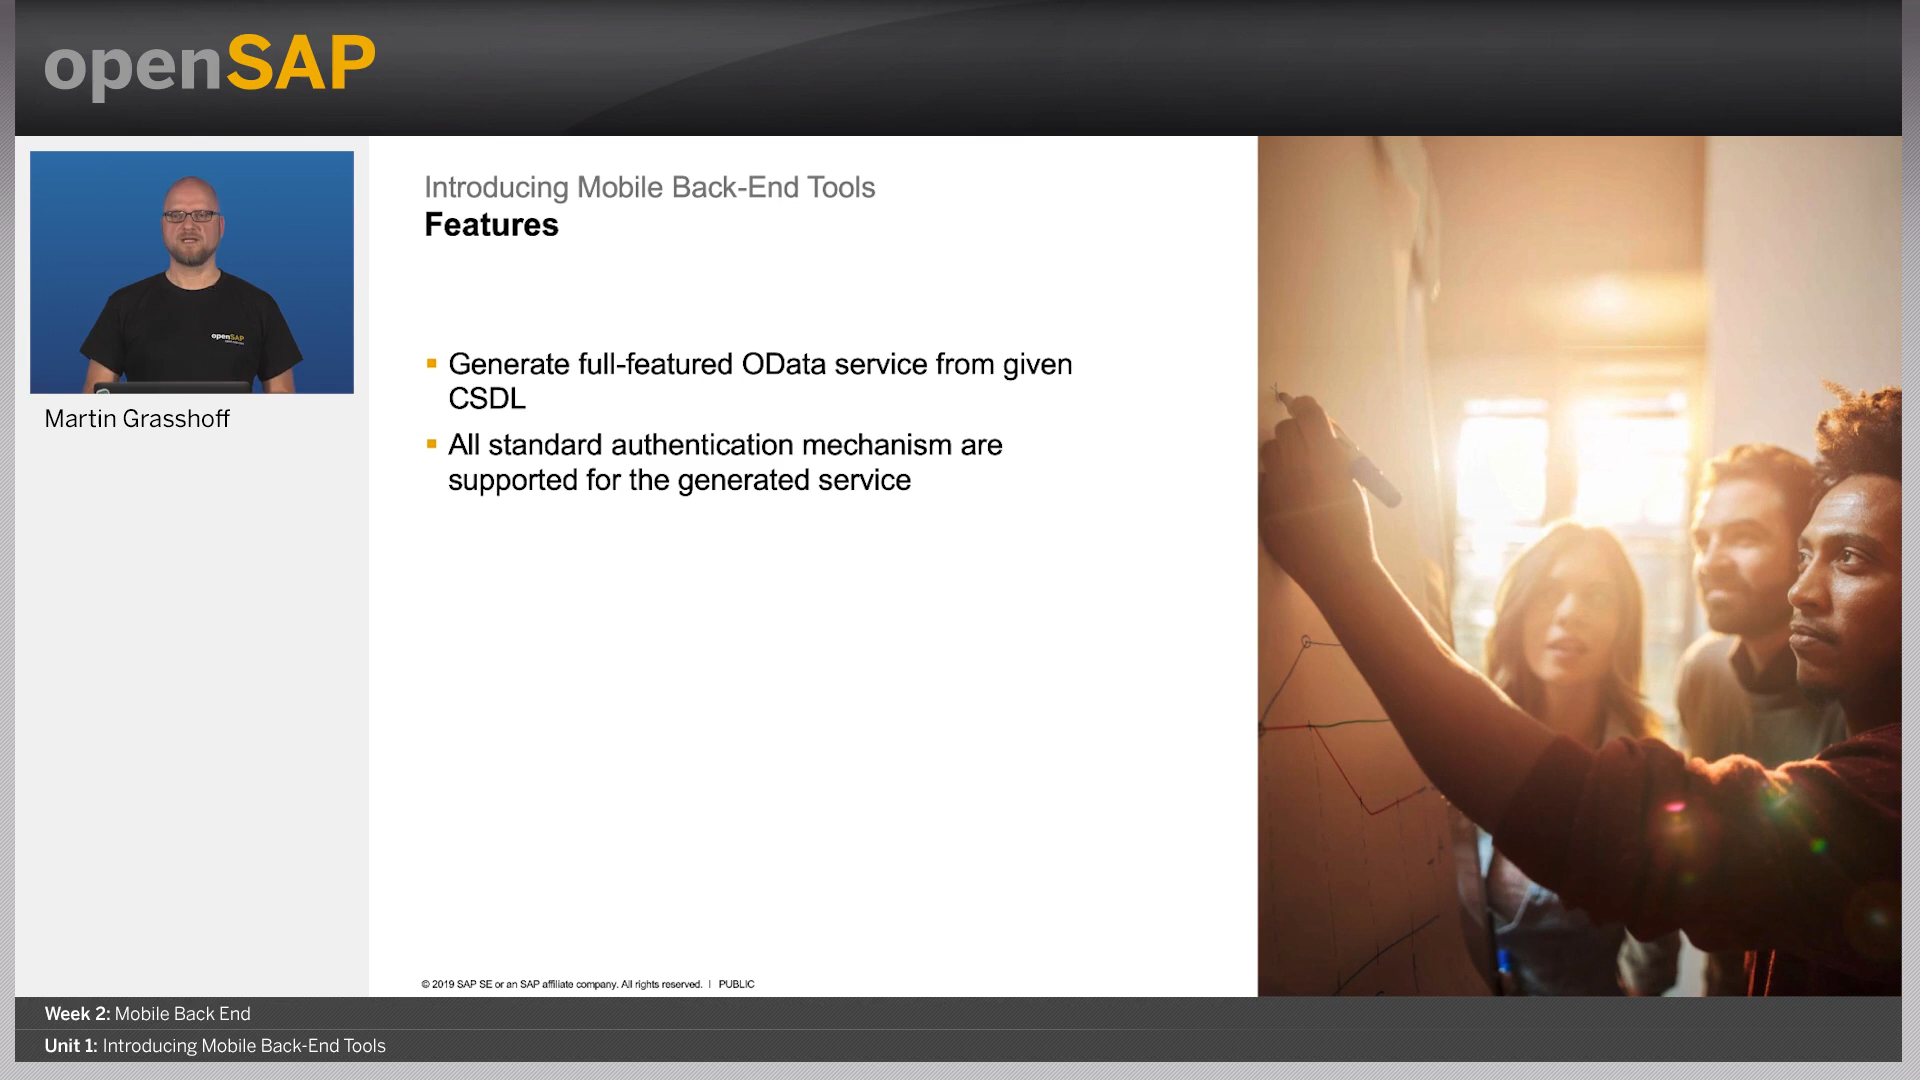 openSAP
Introducing Mobile Back-End Tools
Features
Generate full-featured OData service from given
CSDL
All standard authentication mechanism are
supported for the generated service
openSAP
Martin Grasshoff
© 2019 SAP SE or an SAP affiliate company. All rights reserved. | PUBLIC
Week 2: Mobile Back End
Unit 1: Introducing Mobile Back-End Tools